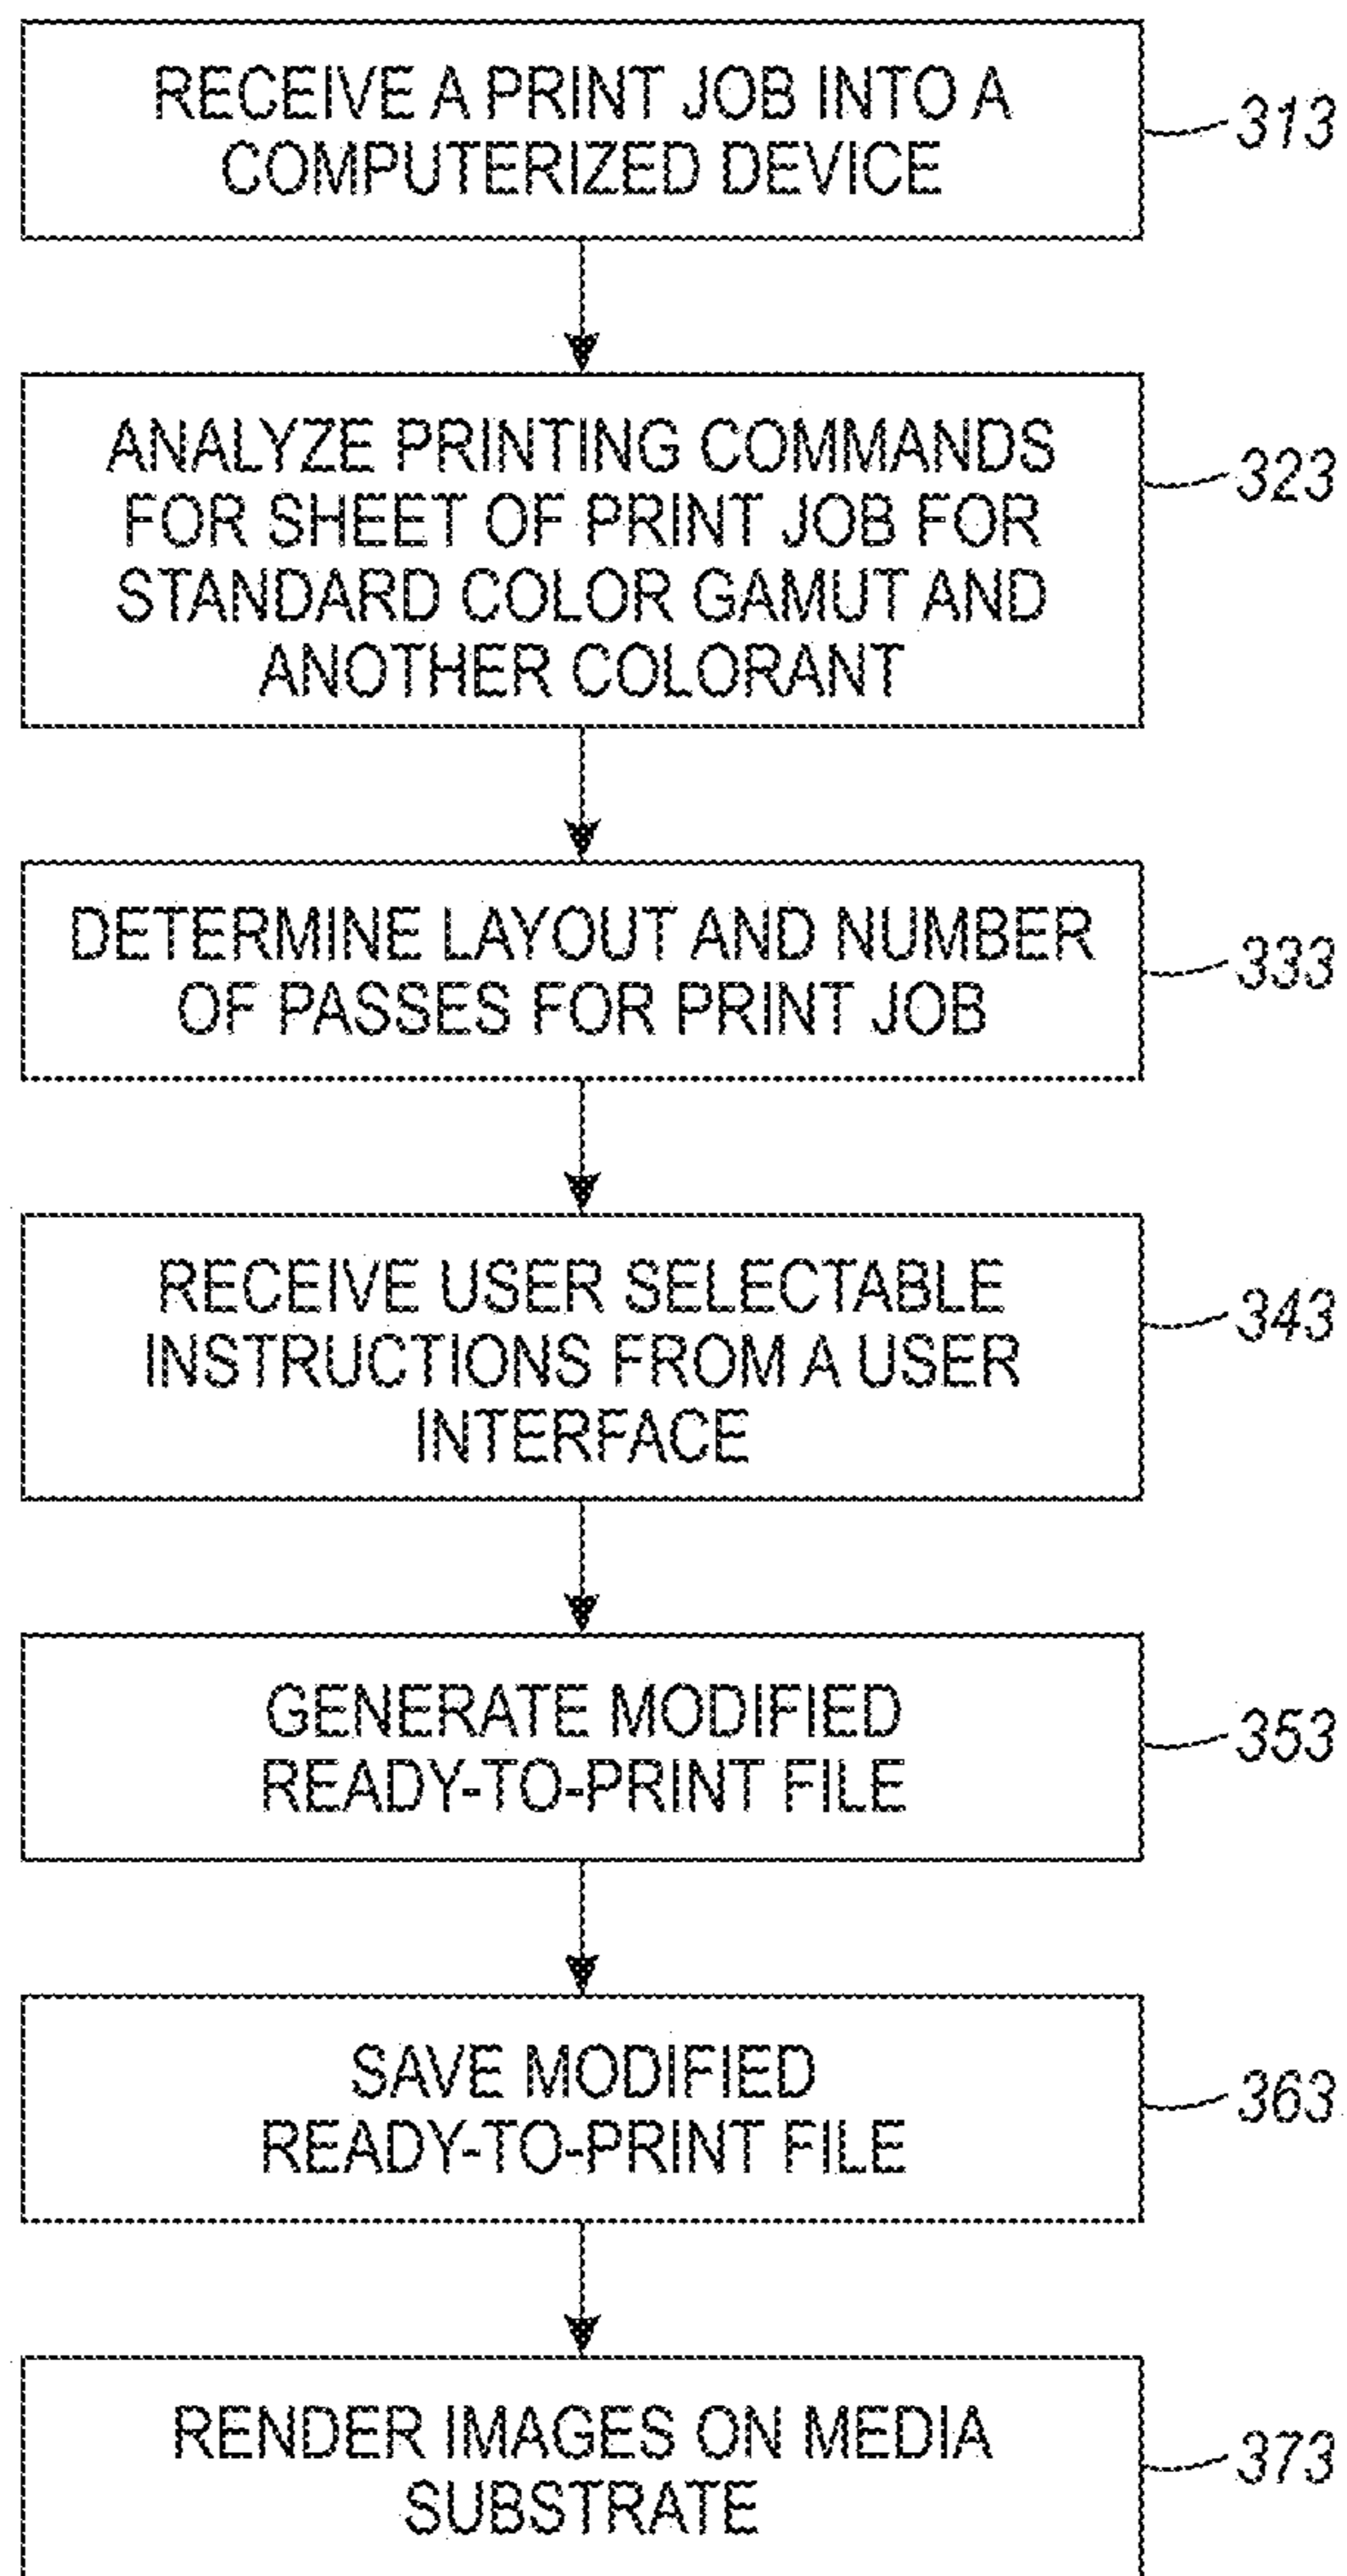 RECEIVE A PRINT JOB INTO A
COMPUTERIZED DEVICE
313
ANALYZE PRINTING COMMANDS
FOR SHEET OF PRINT JOB FOR
STANDARD COLOR GAMUT AND
ANOTHER COLORANT
323
DETERMINE LAYOUT AND NUMBER
OF PASSES FOR PRINT JOB
333
RECEIVE USER SELECTABLE
INSTRUCTIONS FROM A USER
INTERFACE
343
GENERATE MODIFIED
READY-TO-PRINT FILE
353
SAVE MODIFIED
READY-TO-PRINT FILE
363
RENDER IMAGES ON MEDIA
SUBSTRATE
373